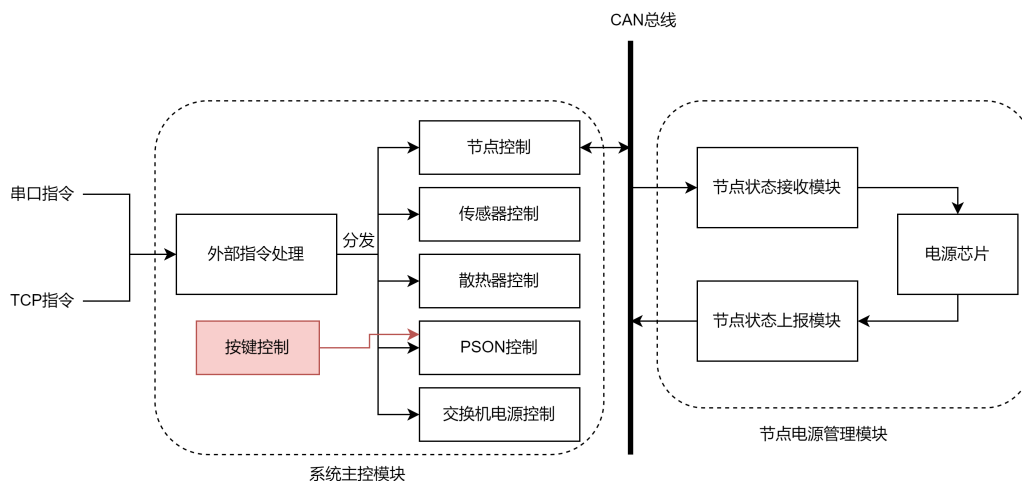 CAN总线
节点控制
串口指令
传感器控制
节点状态接收模块
外部指令处理
分发
电源芯片
散热器控制
TCP指令
节点状态上报模块
按键控制
PSON控制
交换机电源控制
节点电源管理模块
系统主控模块